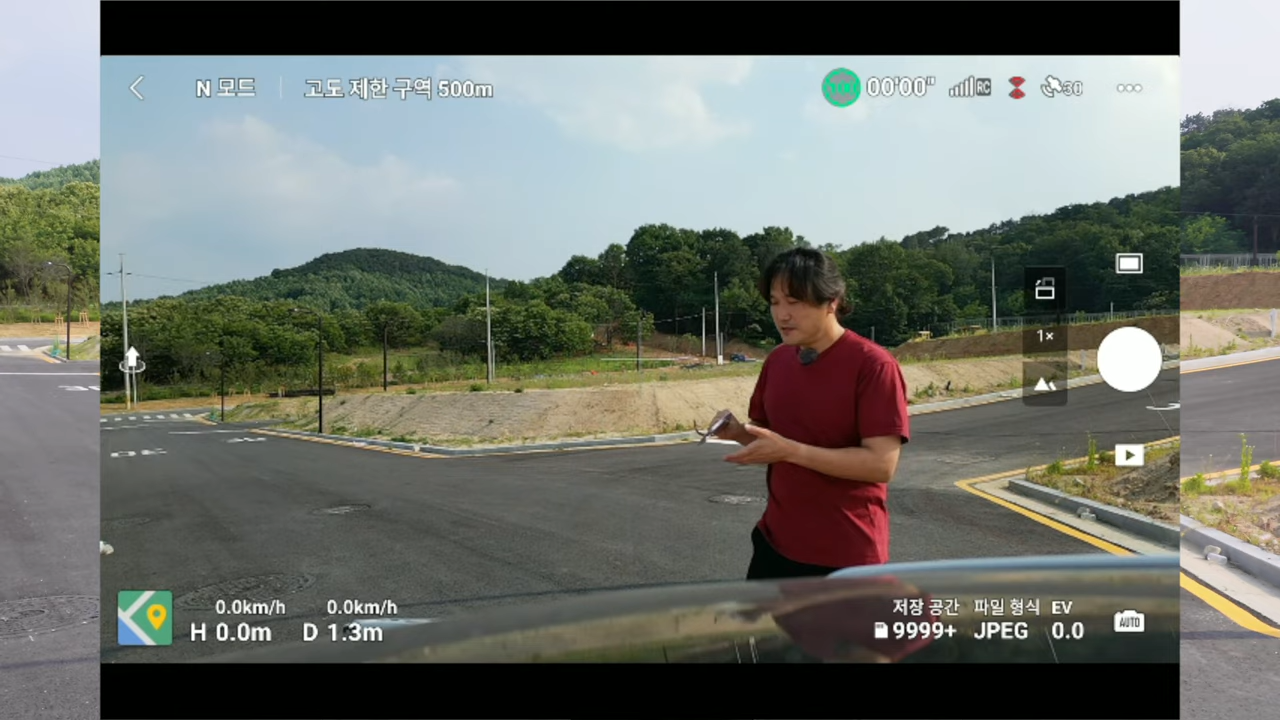 N 모드
고도 제한 구역 500m
00'00"
RC
30
1×
0.0km/h
0.0km/h
H 0.0m
D 1.3m
저장 공간
파일 형식
EV
9999+
JPEG
0.0
AUTO